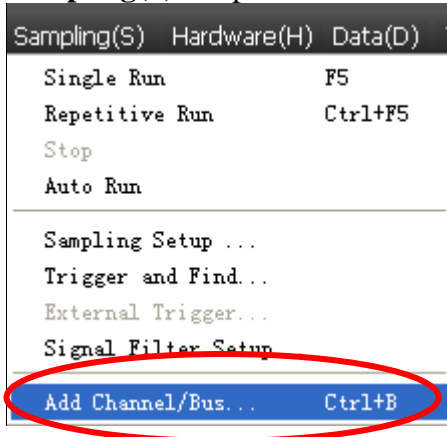 Sampling(S) Hardware(H) Data(D)
Single Run F5
Repetitive Run Ctrl+F5
Stop
Auto Run
Sampling Setup ...
Trigger and Find...
External Trigger...
Signal Filter Setup...
Add Channel/Bus... Ctrl+B